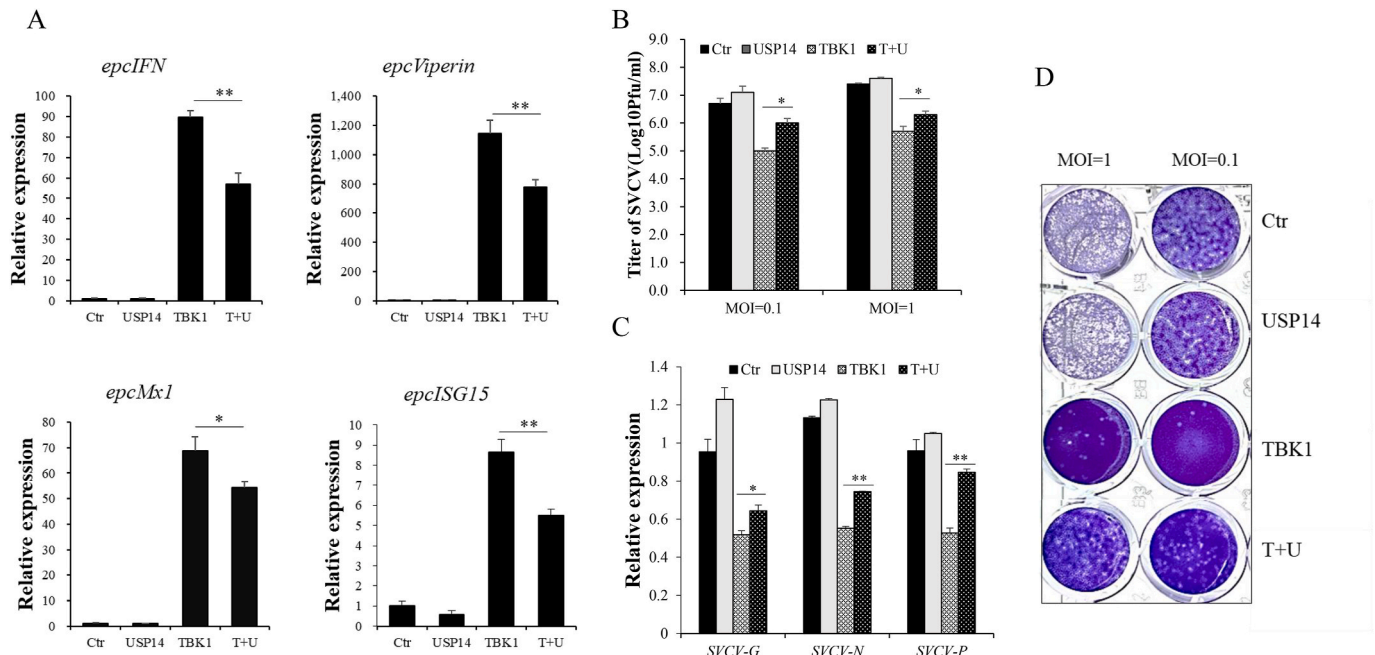 A
epcIFN
**
Relative expression
100
90
80
70
60
50
40
30
20
10
0
Ctr USP14 TBK1 T+U
epcViperin
**
Relative expression
1,400
1,200
1,000
800
600
400
200
0
Ctr USP14 TBK1 T+U
epcMx1
*
Relative expression
80
70
60
50
40
30
20
10
0
Ctr USP14 TBK1 T+U
epcISG15
**
Relative expression
10
9
8
7
6
5
4
3
2
1
0
Ctr USP14 TBK1 T+U
B
Ctr USP14 TBK1 T+U
Titer of SVCV(Log10Pfu/ml)
9.0
8.0
7.0
6.0
5.0
4.0
3.0
2.0
1.0
0.0
* *
MOI=0.1 MOI=1
C
Ctr USP14 TBK1 T+U
Relative expression
1.4
1.2
1
0.8
0.6
0.4
0.2
0
* ** **
SVCV-G SVCV-N SVCV-P
D
MOI=1 MOI=0.1
Ctr
USP14
TBK1
T+U